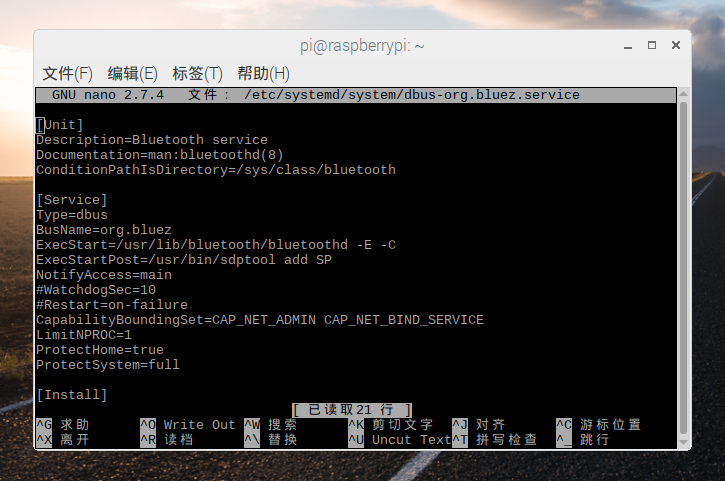 pi@raspberrypi: ~
文件(F) 编辑(E) 标签(T) 帮助(H)
GNU nano 2.7.4 文件： /etc/systemd/system/dbus-org.bluez.service
[Unit]
Description=Bluetooth service
Documentation=man:bluetoothd(8)
ConditionPathIsDirectory=/sys/class/bluetooth
[Service]
Type=dbus
BusName=org.bluez
ExecStart=/usr/lib/bluetooth/bluetoothd -E -C
ExecStartPost=/usr/bin/sdptool add SP
NotifyAccess=main
#WatchdogSec=10
#Restart=on-failure
CapabilityBoundingSet=CAP_NET_ADMIN CAP_NET_BIND_SERVICE
LimitNPROC=1
ProtectHome=true
ProtectSystem=full
[Install]
[ 已读取21 行 ]
^G 求助 ^O Write Out ^W 搜索 ^K 剪切文字 ^J 对齐 ^C 游标位置
^X 离开 ^R 读档 ^\ 替换 ^U Uncut Text ^T 拼写检查 ^_ 跳行